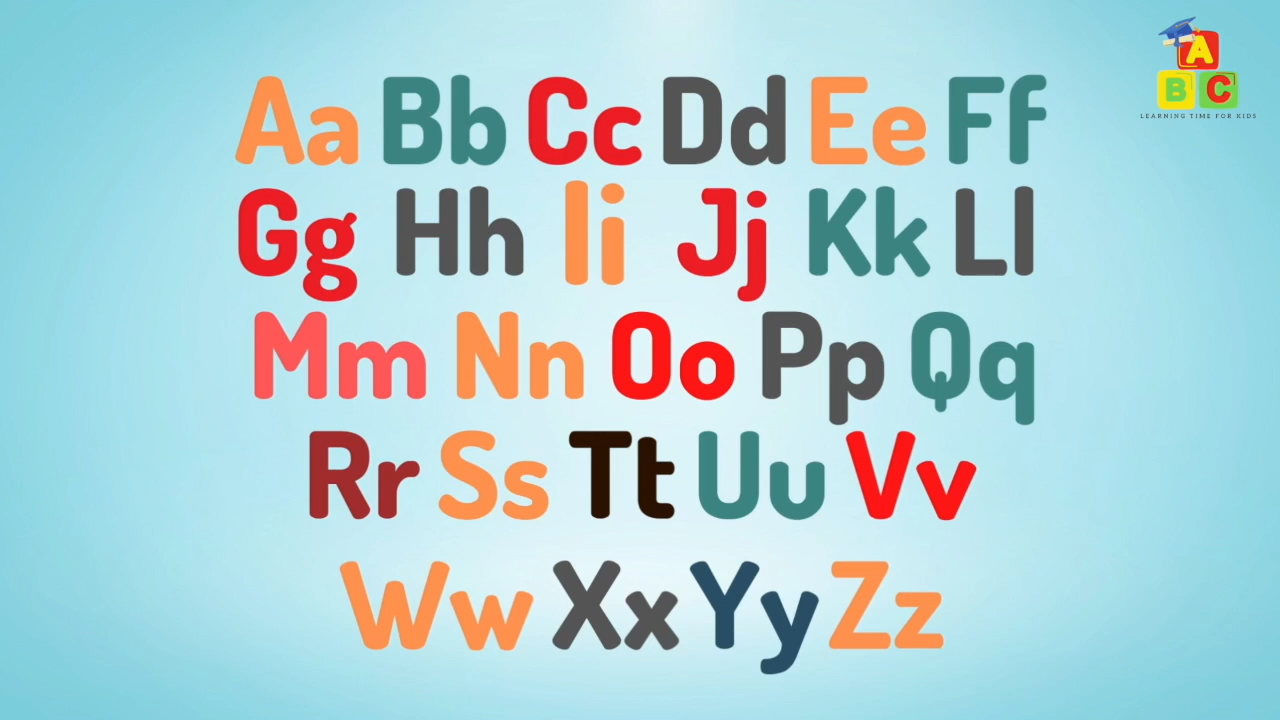 Aa Bb Cc Dd Ee Ff
Gg Hh Ii Jj Kk Ll
Mm Nn Oo Pp Qq
Rr Ss Tt Uu Vv
Ww Xx Yy Zz
A
B C
LEARNING TIME FOR KIDS